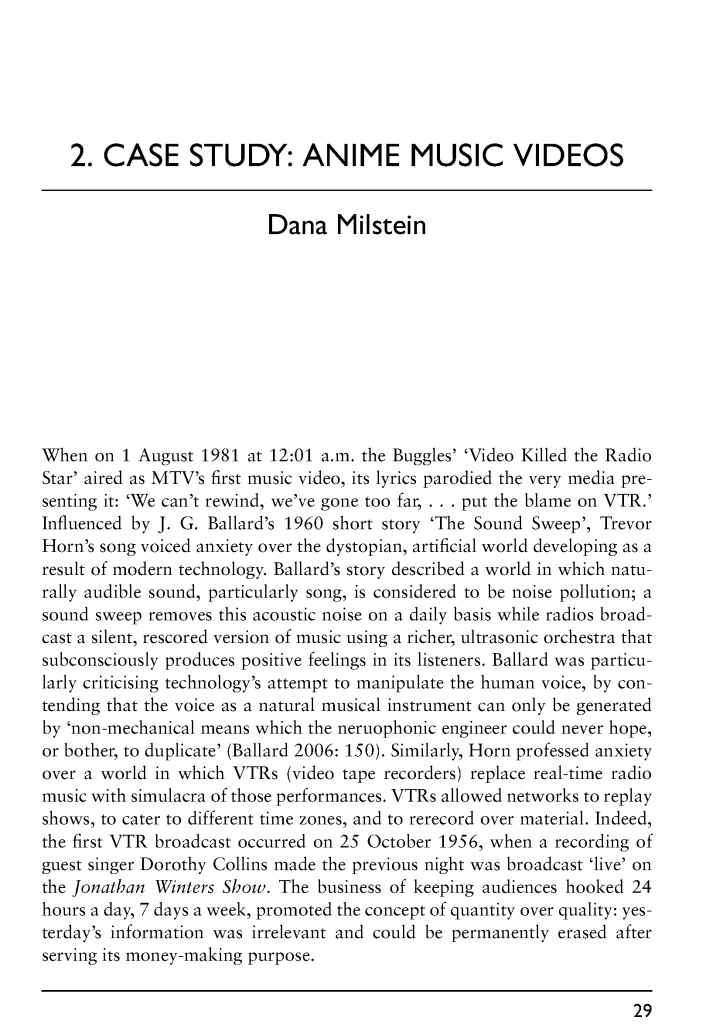 2. CASE STUDY: ANIME MUSIC VIDEOS
Dana Milstein
When on 1 August 1981 at 12:01 a.m. the Buggles’ ‘Video Killed the Radio
Star’ aired as MTV’s first music video, its lyrics parodied the very media pre-
senting it: ‘We can’t rewind, we’ve gone too far, . . . put the blame on VTR.’
Influenced by J. G. Ballard’s 1960 short story ‘The Sound Sweep’, Trevor
Horn’s song voiced anxiety over the dystopian, artificial world developing as a
result of modern technology. Ballard’s story described a world in which natu-
rally audible sound, particularly song, is considered to be noise pollution; a
sound sweep removes this acoustic noise on a daily basis while radios broad-
cast a silent, rescored version of music using a richer, ultrasonic orchestra that
subconsciously produces positive feelings in its listeners. Ballard was particu-
larly criticising technology’s attempt to manipulate the human voice, by con-
tending that the voice as a natural musical instrument can only be generated
by ‘non-mechanical means which the neruophonic engineer could never hope,
or bother, to duplicate’ (Ballard 2006: 150). Similarly, Horn professed anxiety
over a world in which VTRs (video tape recorders) replace real-time radio
music with simulacra of those performances. VTRs allowed networks to replay
shows, to cater to different time zones, and to rerecord over material. Indeed,
the first VTR broadcast occurred on 25 October 1956, when a recording of
guest singer Dorothy Collins made the previous night was broadcast ‘live’ on
the Jonathan Winters Show. The business of keeping audiences hooked 24
hours a day, 7 days a week, promoted the concept of quantity over quality: yes-
terday’s information was irrelevant and could be permanently erased after
serving its money-making purpose.
29